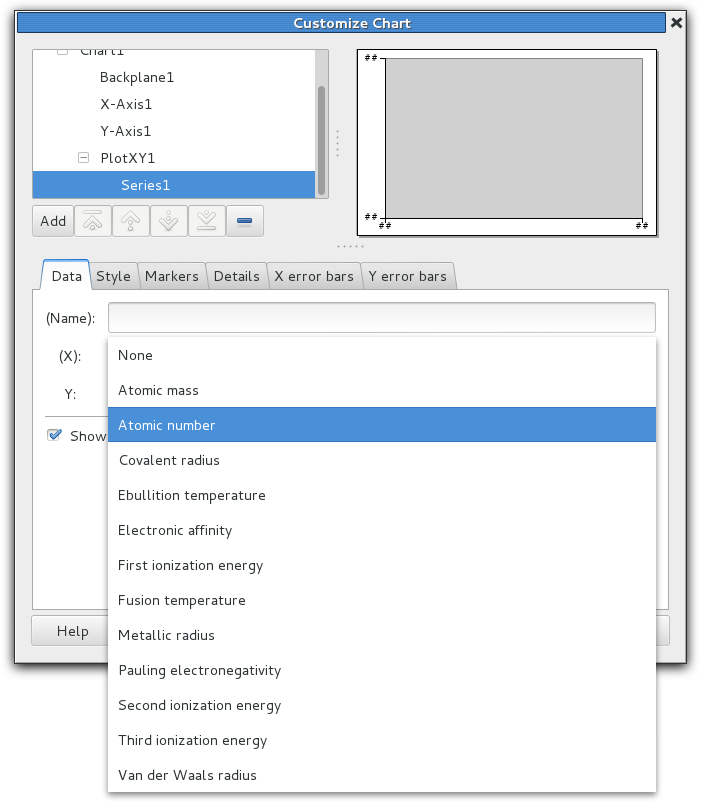 Customize Chart
Chart1
Backplane1
X-Axis1
Y-Axis1
PlotXY1
Series1
##
##
## ##
Add
Data Style Markers Details X error bars Y error bars
(Name):
(X):
Y:
Show
None
Atomic mass
Atomic number
Covalent radius
Ebullition temperature
Electronic affinity
First ionization energy
Fusion temperature
Metallic radius
Pauling electronegativity
Second ionization energy
Third ionization energy
Van der Waals radius
Help